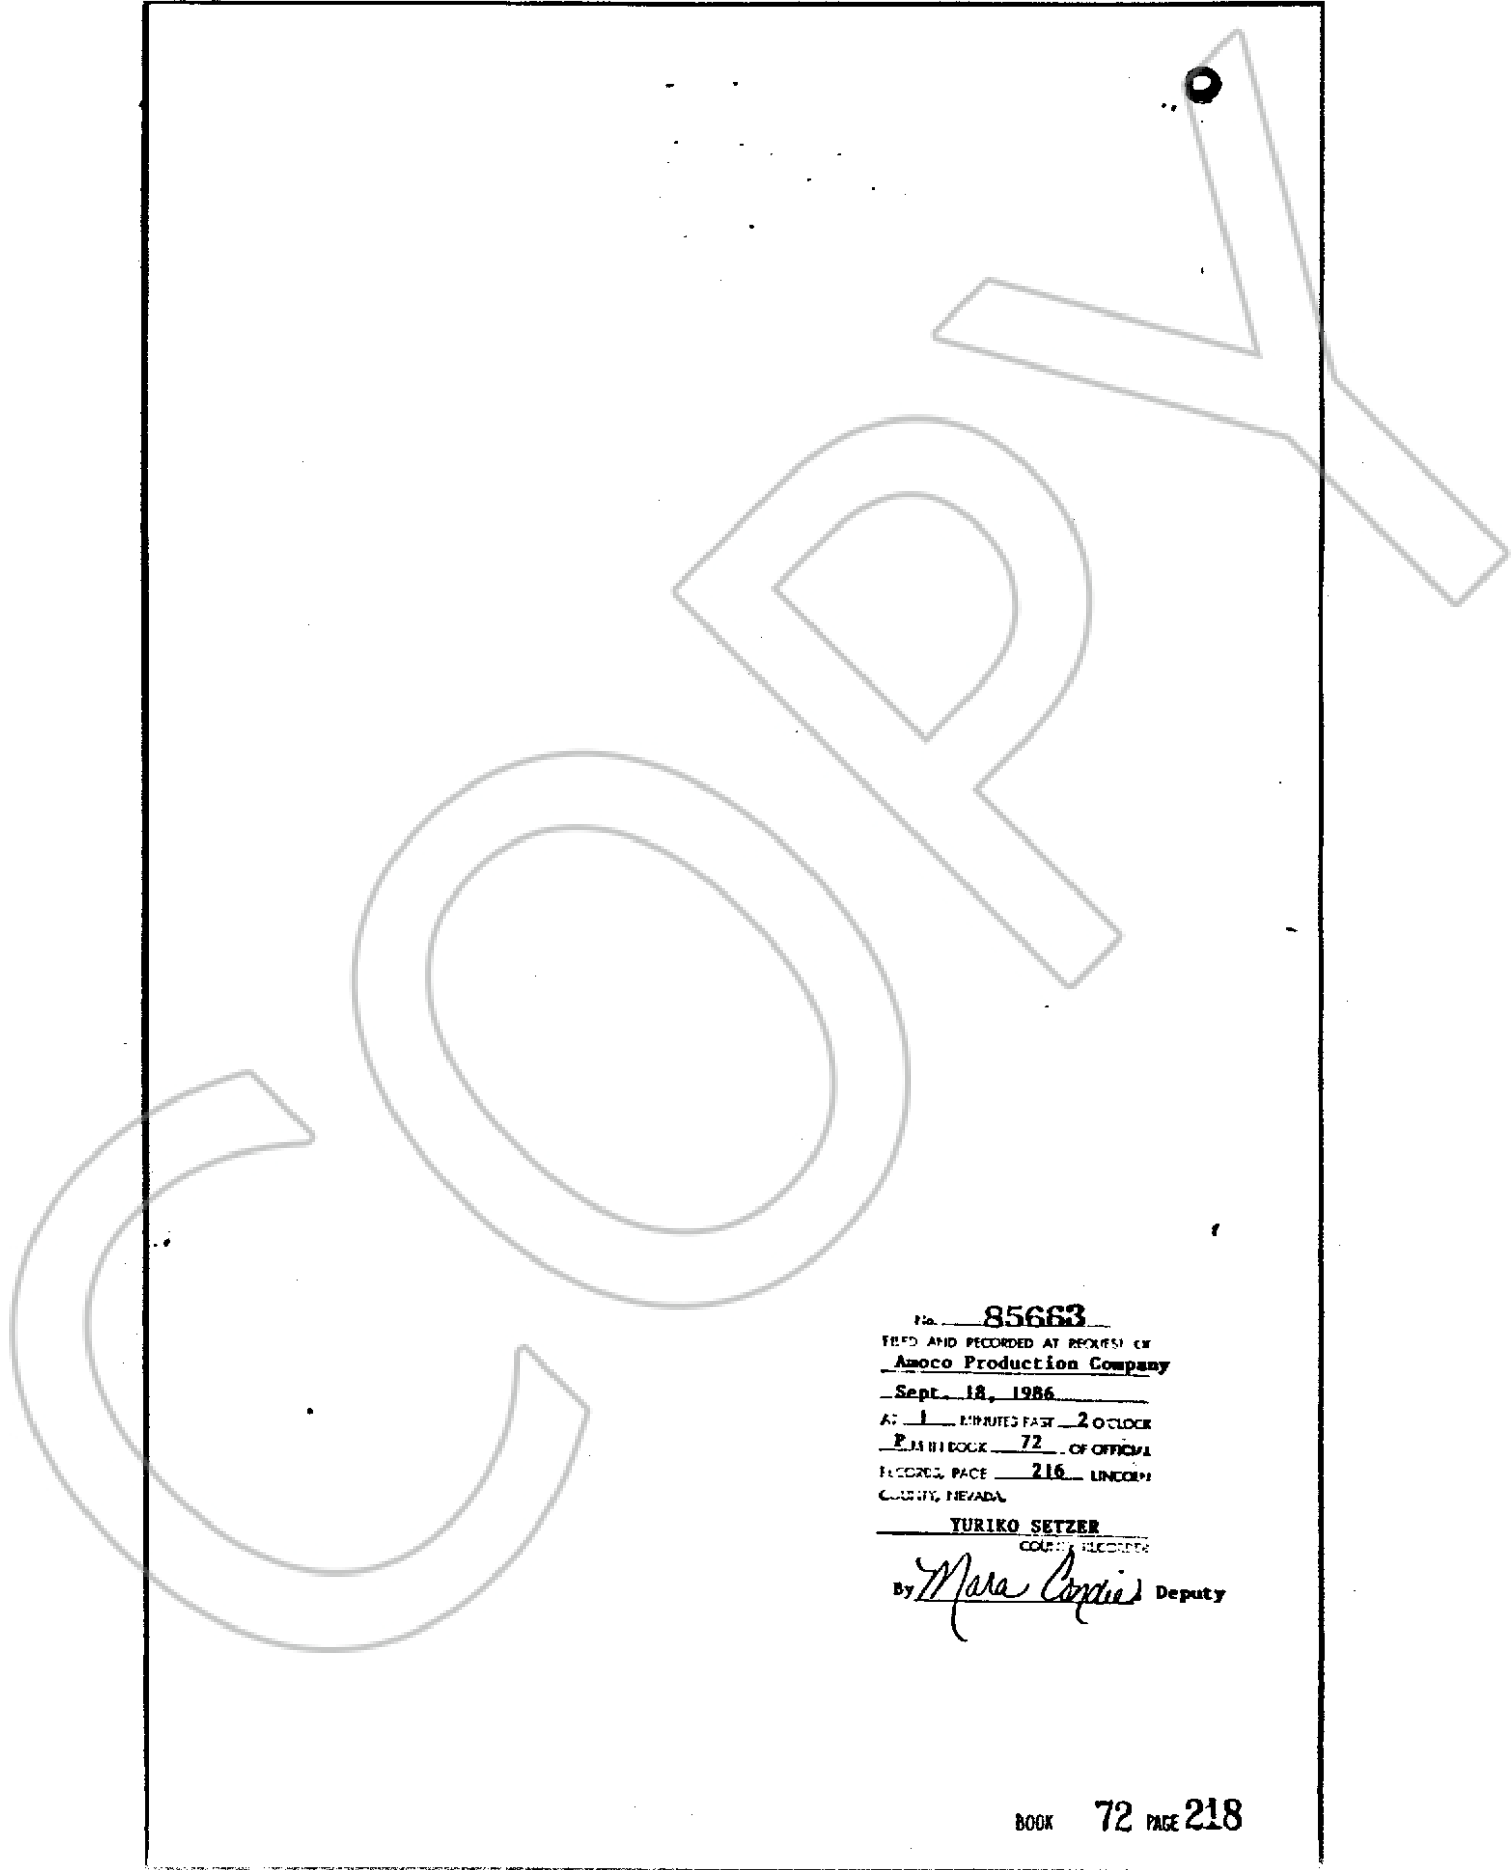 COPY
No. 85663
FILED AND RECORDED AT REQUEST OF
Amoco Production Company
Sept. 18, 1986
AT 1 MINUTES PAST 2 O'CLOCK
P M IN BOOK 72 OF OFFICIAL
RECORDS, PAGE 216 LINCOLN
COUNTY, NEVADA.
YURIKO SETZER
COUNTY RECORDER
By Mara Condie Deputy
BOOK 72 PAGE 218